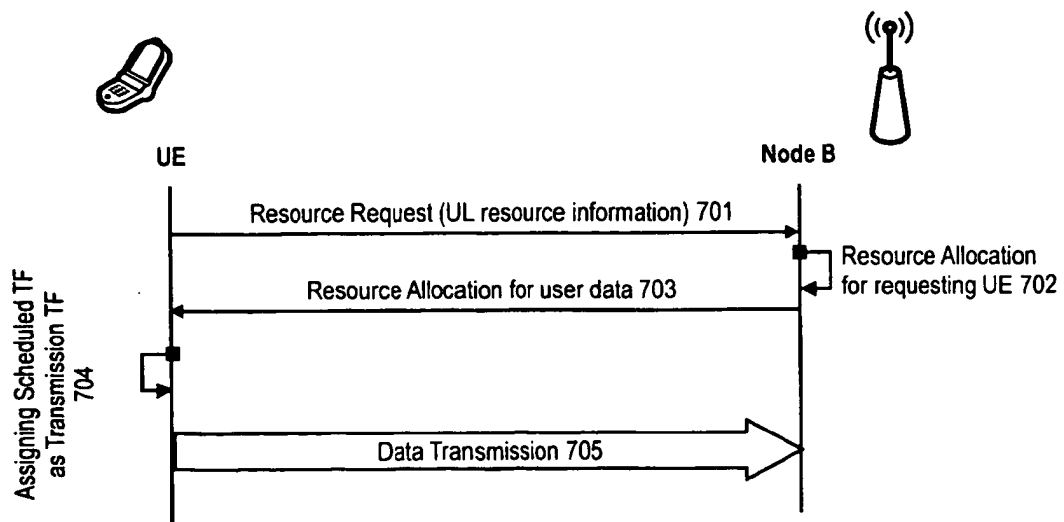 UE
Node B
Resource Request (UL resource information) 701
Resource Allocation
for requesting UE 702
Resource Allocation for user data 703
Assigning Scheduled TF
as Transmission TF
704
Data Transmission 705